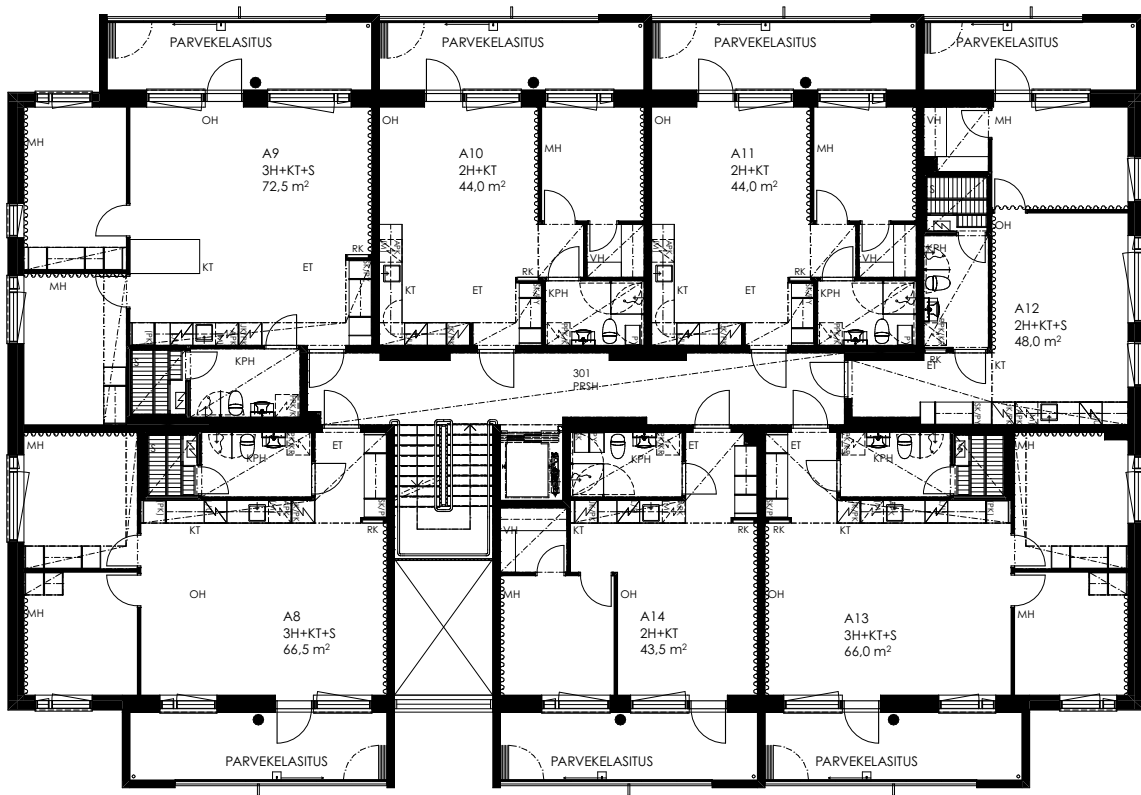 PARVEKELASITUS
PARVEKELASITUS
PARVEKELASITUS
PARVEKELASITUS
OH
OH
OH
VH
MH
MH
A9
3H+KT+S
72,5 m²
A10
2H+KT
44,0 m²
MH
A11
2H+KT
44,0 m²
MH
S
OH
RK
KPH
KT
ET
VH
RK
VH
RK
MH
KT
ET
KPH
KT
ET
KPH
A12
2H+KT+S
48,0 m²
RK
ET
KT
S
KPH
301
PRSH
MH
S
KPH
ET
KPH
ET
ET
KPH
S
MH
KT
RK
VH
KT
RK
RK
KT
MH
OH
MH
OH
OH
MH
A8
3H+KT+S
66,5 m²
A14
2H+KT
43,5 m²
A13
3H+KT+S
66,0 m²
PARVEKELASITUS
PARVEKELASITUS
PARVEKELASITUS